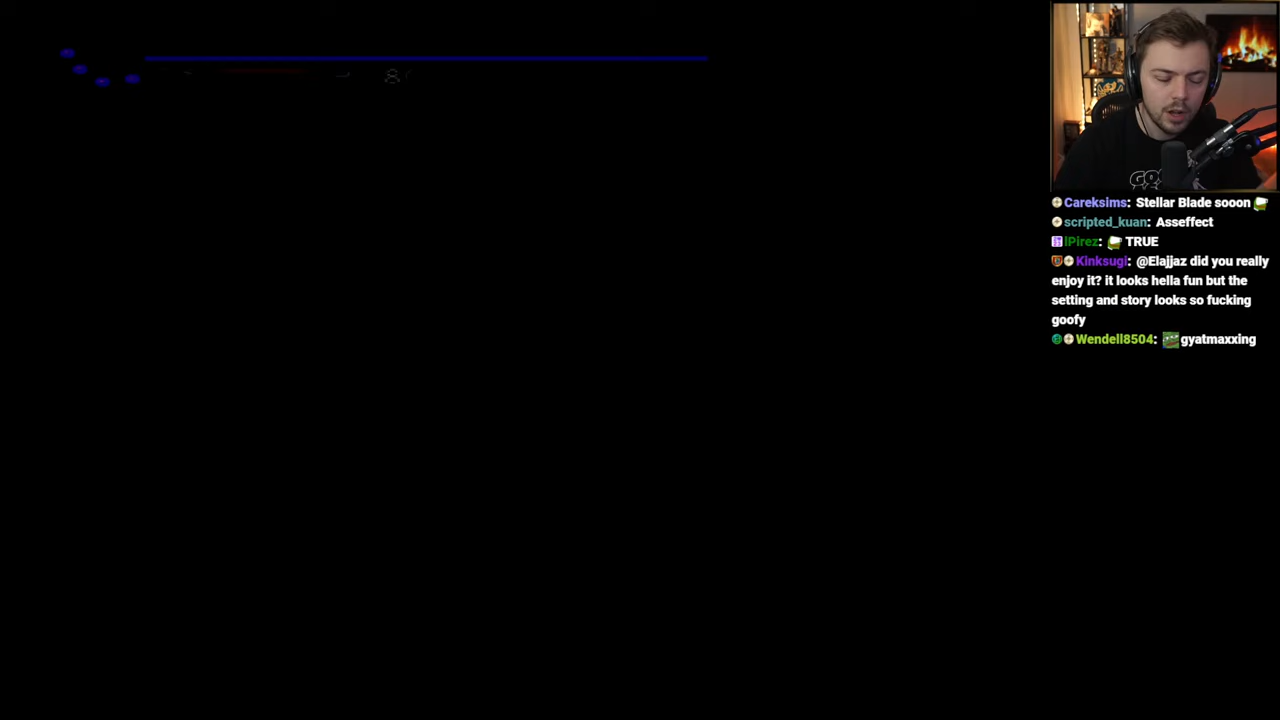 Careksims: Stellar Blade sooon
scripted_kuan: Asseffect
lPirez: TRUE
Kinksugi: @Elajjaz did you really
enjoy it? it looks hella fun but the
setting and story looks so fucking
goofy
Wendell8504: gyatmaxxing